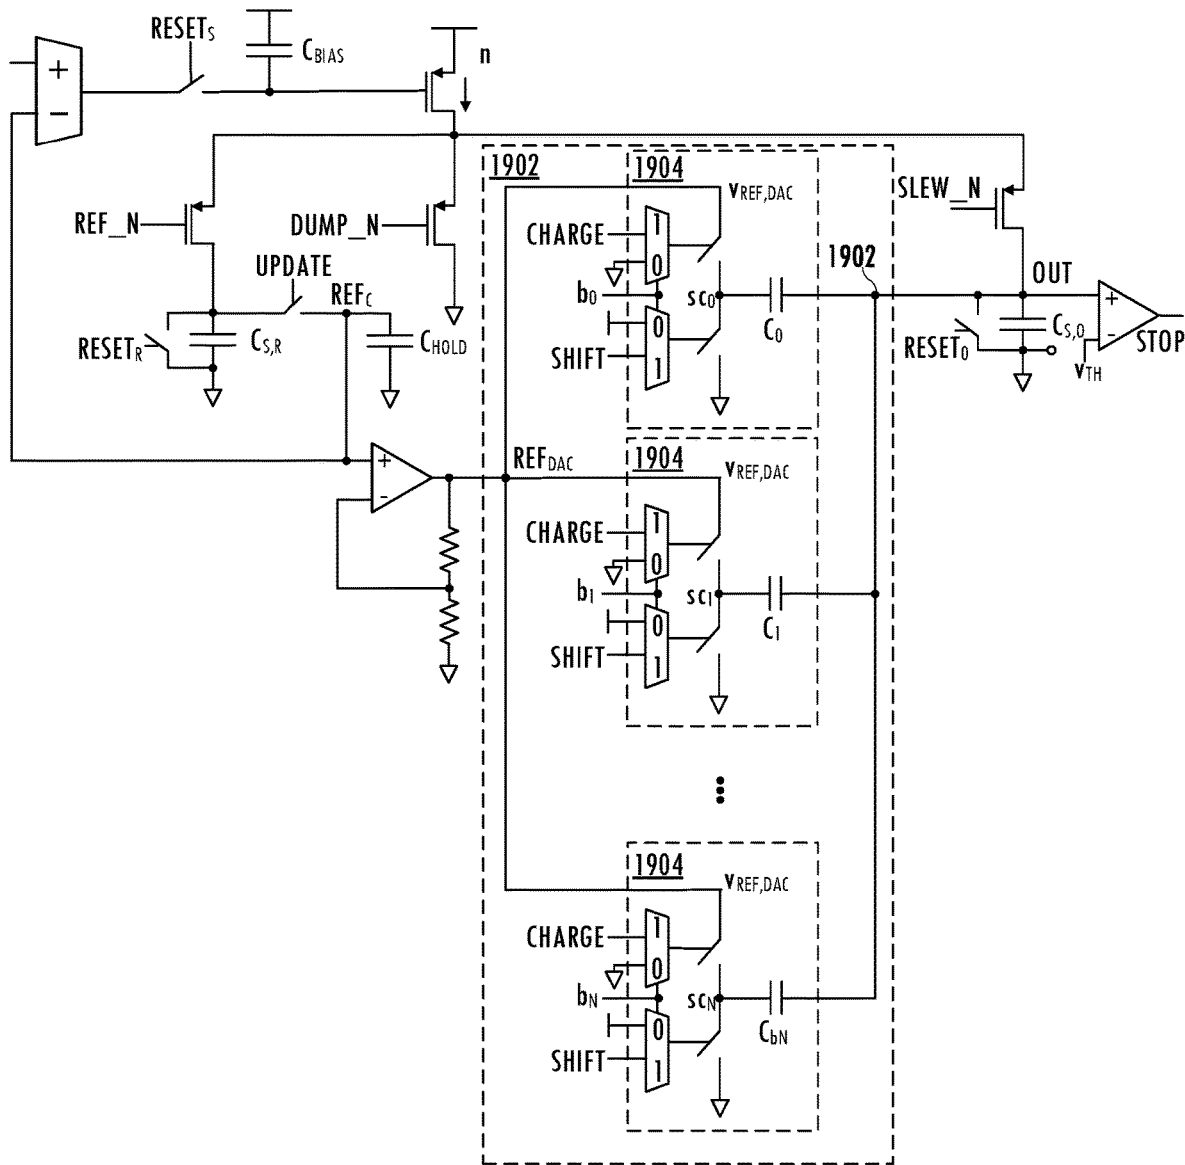 RESETS
CBIAS
n
+
−
1902
1904
VREF,DAC
SLEW_N
REF_N
DUMP_N
CHARGE
1
0
UPDATE
REFC
b0
sc0
C0
1902
OUT
RESETR
CS,R
CHOLD
SHIFT
0
1
RESET0
CS,O
+
-
STOP
VTH
REFDAC
1904
VREF,DAC
+
-
CHARGE
1
0
b1
sc1
C1
SHIFT
0
1
1904
VREF,DAC
CHARGE
1
0
bN
scN
CbN
SHIFT
0
1